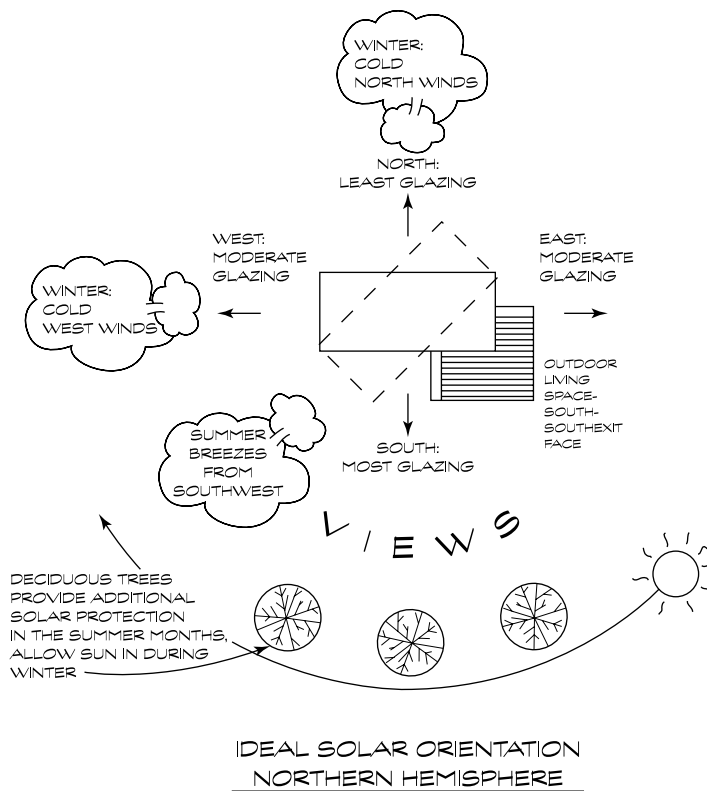 WINTER:
COLD
NORTH WINDS
NORTH:
LEAST GLAZING
WEST:
MODERATE
GLAZING
EAST:
MODERATE
GLAZING
WINTER:
COLD
WEST WINDS
OUTDOOR
LIVING
SPACE-
SOUTH-
SOUTHEXIT
FACE
SUMMER
BREEZES
FROM
SOUTHWEST
SOUTH:
MOST GLAZING
VIEWS
DECIDUOUS TREES
PROVIDE ADDITIONAL
SOLAR PROTECTION
IN THE SUMMER MONTHS,
ALLOW SUN IN DURING
WINTER
IDEAL SOLAR ORIENTATION
NORTHERN HEMISPHERE